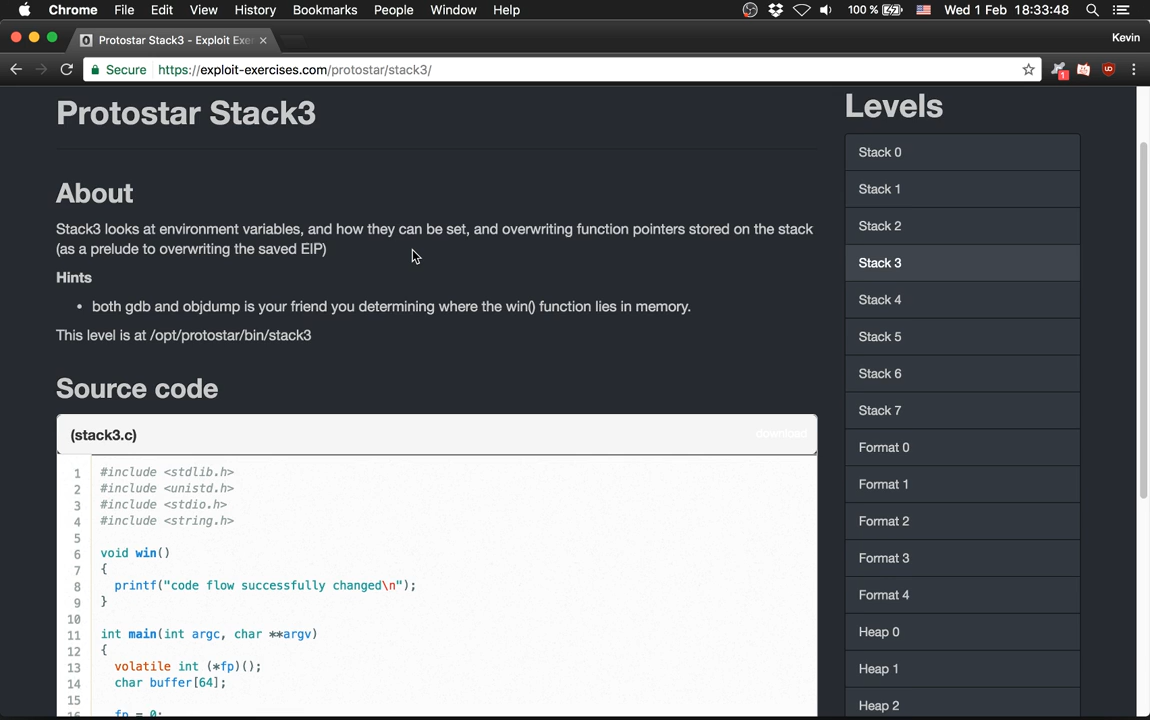 Chrome File Edit View History Bookmarks People Window Help 100 % Wed 1 Feb 18:33:48
Protostar Stack3 - Exploit Exe Kevin
Secure https://exploit-exercises.com/protostar/stack3/ 1
Protostar Stack3
About
Stack3 looks at environment variables, and how they can be set, and overwriting function pointers stored on the stack
(as a prelude to overwriting the saved EIP)
Hints
• both gdb and objdump is your friend you determining where the win() function lies in memory.
This level is at /opt/protostar/bin/stack3
Source code
(stack3.c) download
1 #include <stdlib.h>
2 #include <unistd.h>
3 #include <stdio.h>
4 #include <string.h>
5
6 void win()
7 {
8 printf("code flow successfully changed\n");
9 }
10
11 int main(int argc, char **argv)
12 {
13 volatile int (*fp)();
14 char buffer[64];
15
16 fp = 0;
Levels
Stack 0
Stack 1
Stack 2
Stack 3
Stack 4
Stack 5
Stack 6
Stack 7
Format 0
Format 1
Format 2
Format 3
Format 4
Heap 0
Heap 1
Heap 2